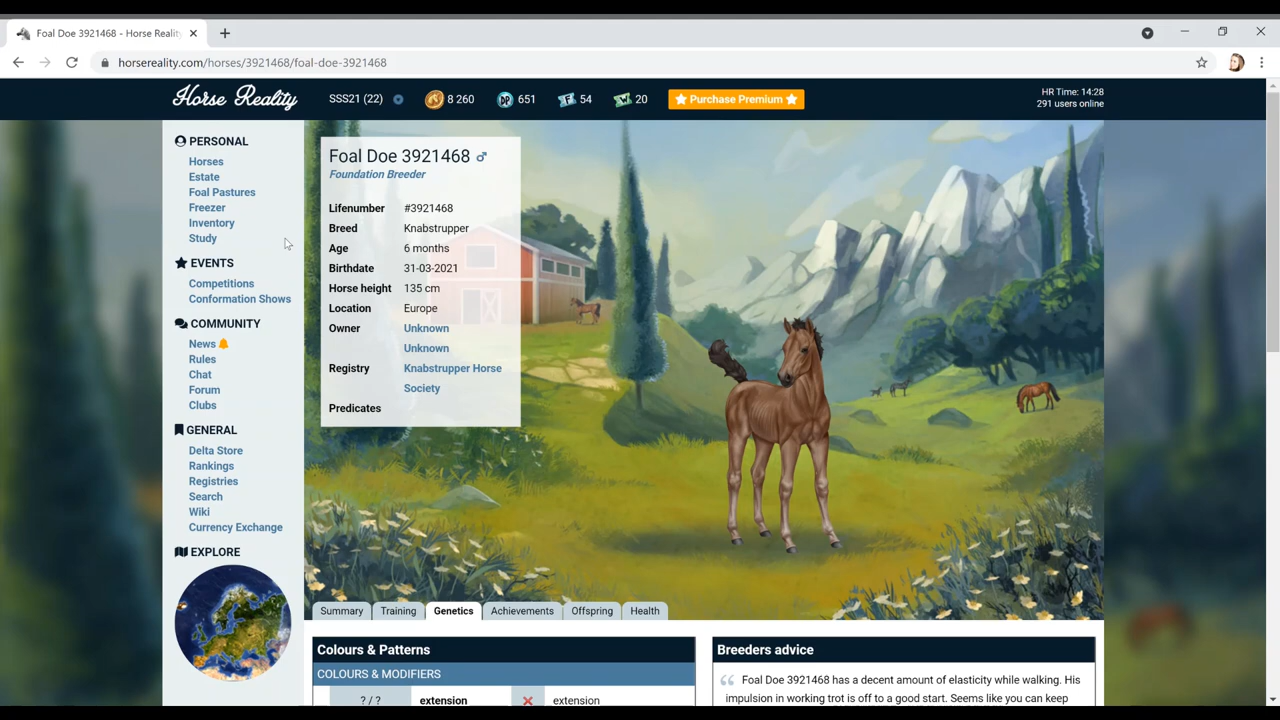 Foal Doe 3921468 - Horse Realit
horsereality.com/horses/3921468/foal-doe-3921468
Horse Reality
SSS21 (22)
8 260
DP
651
54
20
Purchase Premium
HR Time: 14:28
291 users online
PERSONAL
Horses
Estate
Foal Pastures
Freezer
Inventory
Study
EVENTS
Competitions
Conformation Shows
COMMUNITY
News
Rules
Chat
Forum
Clubs
GENERAL
Delta Store
Rankings
Registries
Search
Wiki
Currency Exchange
EXPLORE
Foal Doe 3921468 ♂
Foundation Breeder
Lifenumber #3921468
Breed Knabstrupper
Age 6 months
Birthdate 31-03-2021
Horse height 135 cm
Location Europe
Owner Unknown
Unknown
Registry Knabstrupper Horse
Society
Predicates
Summary Training Genetics Achievements Offspring Health
Colours & Patterns
COLOURS & MODIFIERS
? / ? extension extension
Breeders advice
Foal Doe 3921468 has a decent amount of elasticity while walking. His
impulsion in working trot is off to a good start. Seems like you can keep